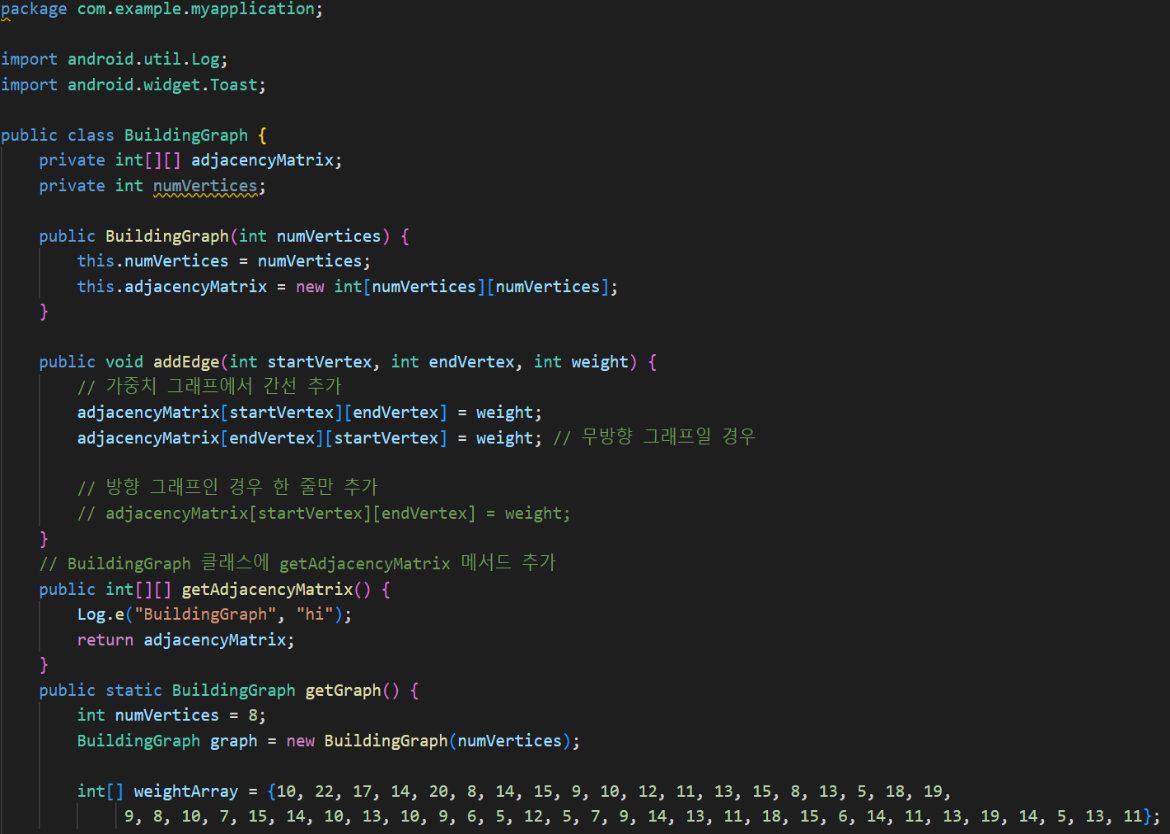 package com.example.myapplication;
import android.util.Log;
import android.widget.Toast;
public class BuildingGraph {
private int[][] adjacencyMatrix;
private int numVertices;
public BuildingGraph(int numVertices) {
this.numVertices = numVertices;
this.adjacencyMatrix = new int[numVertices][numVertices];
}
public void addEdge(int startVertex, int endVertex, int weight) {
// 가중치 그래프에서 간선 추가
adjacencyMatrix[startVertex][endVertex] = weight;
adjacencyMatrix[endVertex][startVertex] = weight; // 무방향 그래프일 경우
// 방향 그래프인 경우 한 줄만 추가
// adjacencyMatrix[startVertex][endVertex] = weight;
}
// BuildingGraph 클래스에 getAdjacencyMatrix 메서드 추가
public int[][] getAdjacencyMatrix() {
Log.e("BuildingGraph", "hi");
return adjacencyMatrix;
}
public static BuildingGraph getGraph() {
int numVertices = 8;
BuildingGraph graph = new BuildingGraph(numVertices);
int[] weightArray = {10, 22, 17, 14, 20, 8, 14, 15, 9, 10, 12, 11, 13, 15, 8, 13, 5, 18, 19,
9, 8, 10, 7, 15, 14, 10, 13, 10, 9, 6, 5, 12, 5, 7, 9, 14, 13, 11, 18, 15, 6, 14, 11, 13, 19, 14, 5, 13, 11};